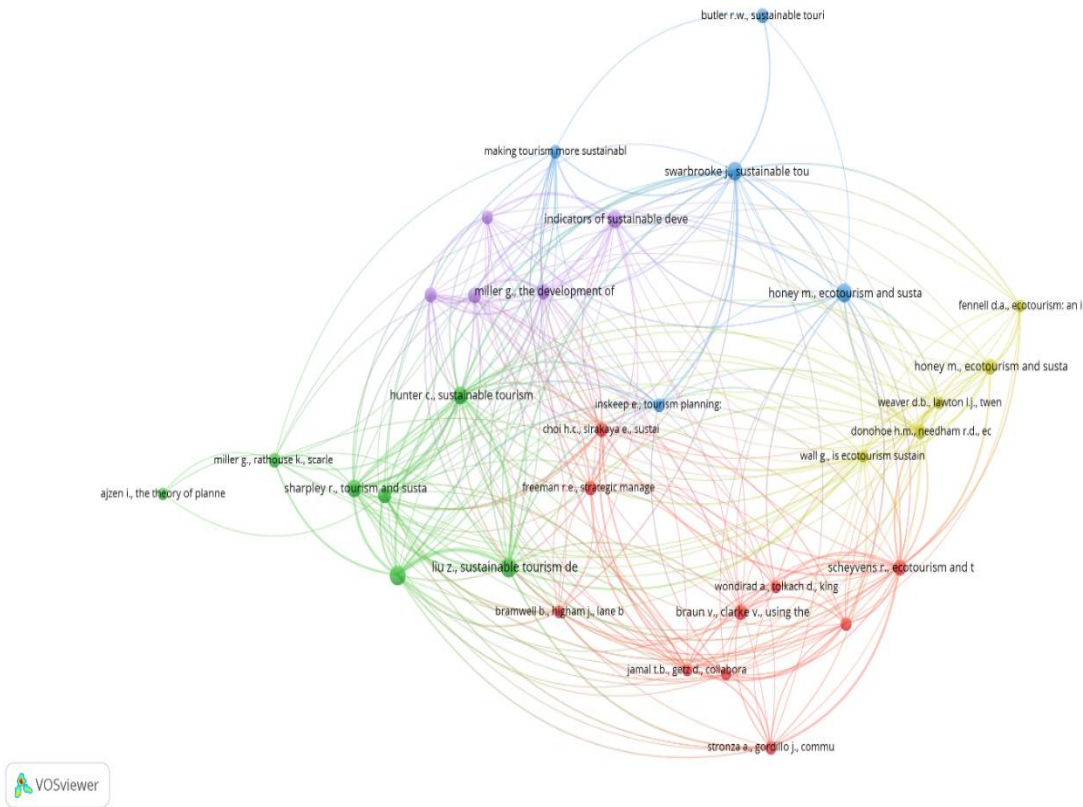 butler r.w., sustainable touri
making tourism more sustainabl
swarbrooke j., sustainable tou
indicators of sustainable deve
miller g., the development of
honey m., ecotourism and susta
fennell d.a., ecotourism: an i
honey m., ecotourism and susta
hunter c., sustainable tourism
inskeep e., tourism planning:
weaver d.b., lawton l.j., twen
choi h.c., sirakaya e., sustai
donohoe h.m., needham r.d., ec
wall g., is ecotourism sustain
miller g., rathouse k., scarle
ajzen i., the theory of planne
sharpley r., tourism and susta
freeman r.e., strategic manage
liu z., sustainable tourism de
scheyvens r., ecotourism and t
wondirad a., tolkach d., king
bramwell b., higham j., lane b
braun v., clarke v., using the
jamal t.b., getz d., collabora
stronza a., gordillo j., commu
VOSviewer